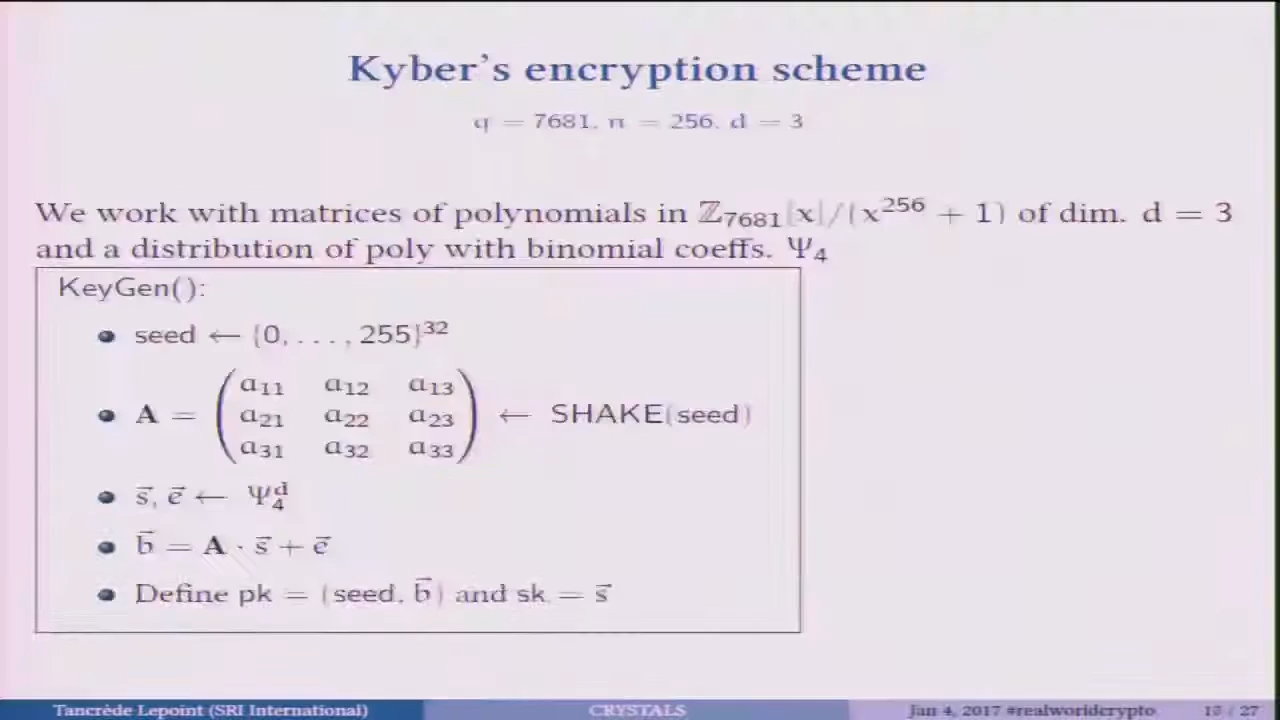 Kyber's encryption scheme
q = 7681, n = 256, d = 3
We work with matrices of polynomials in ℤ₇₆₈₁[x]/(x²⁵⁶ + 1) of dim. d = 3
and a distribution of poly with binomial coeffs. Ψ₄
KeyGen():
• seed ← {0, . . . , 255}³²
a₁₁ a₁₂ a₁₃
• A = ( a₂₁ a₂₂ a₂₃ ) ← SHAKE(seed)
a₃₁ a₃₂ a₃₃
• s⃗, e⃗ ← Ψ₄ᵈ
• b⃗ = A · s⃗ + e⃗
• Define pk = (seed, b⃗) and sk = s⃗
Tancrède Lepoint (SRI International) CRYSTALS Jan 4, 2017 #realworldcrypto / 27